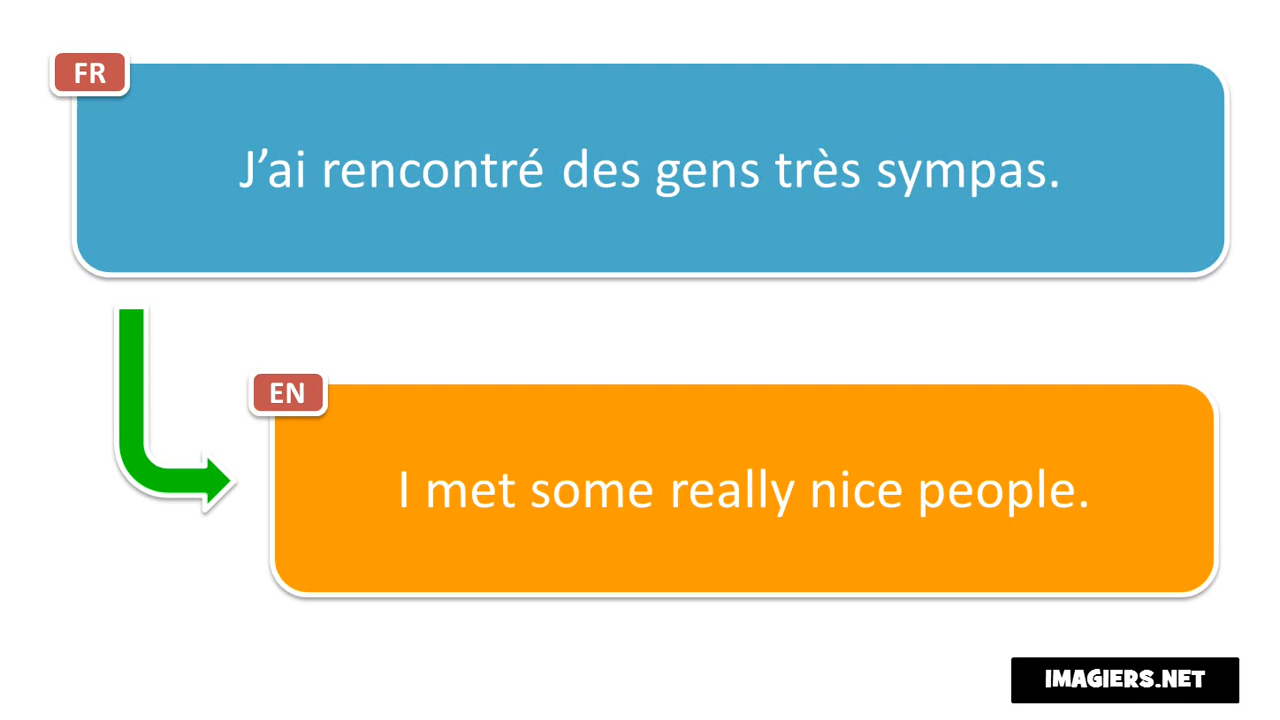 FR
J’ai rencontré des gens très sympas.
EN
I met some really nice people.
IMAGIERS.NET